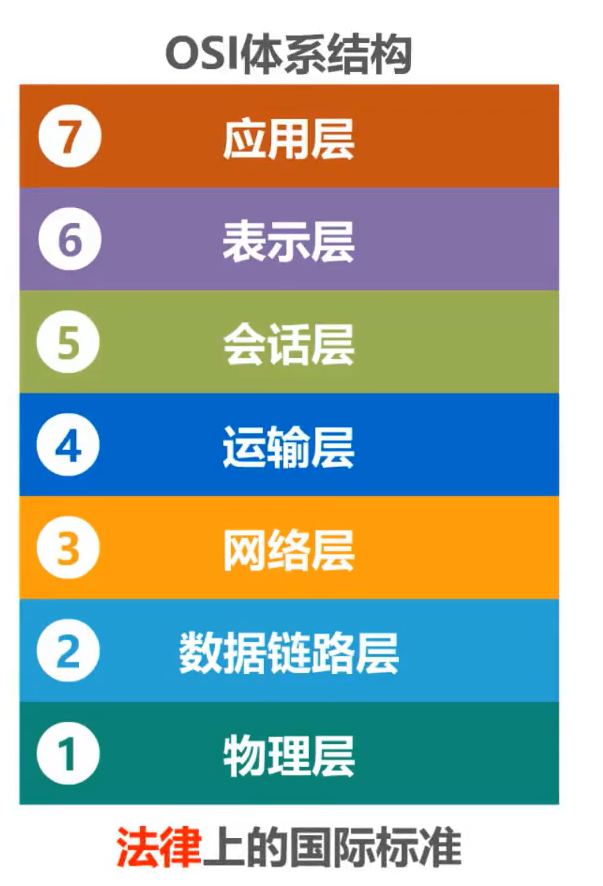 OSI体系结构
7 应用层
6 表示层
5 会话层
4 运输层
3 网络层
2 数据链路层
1 物理层
法律上的国际标准